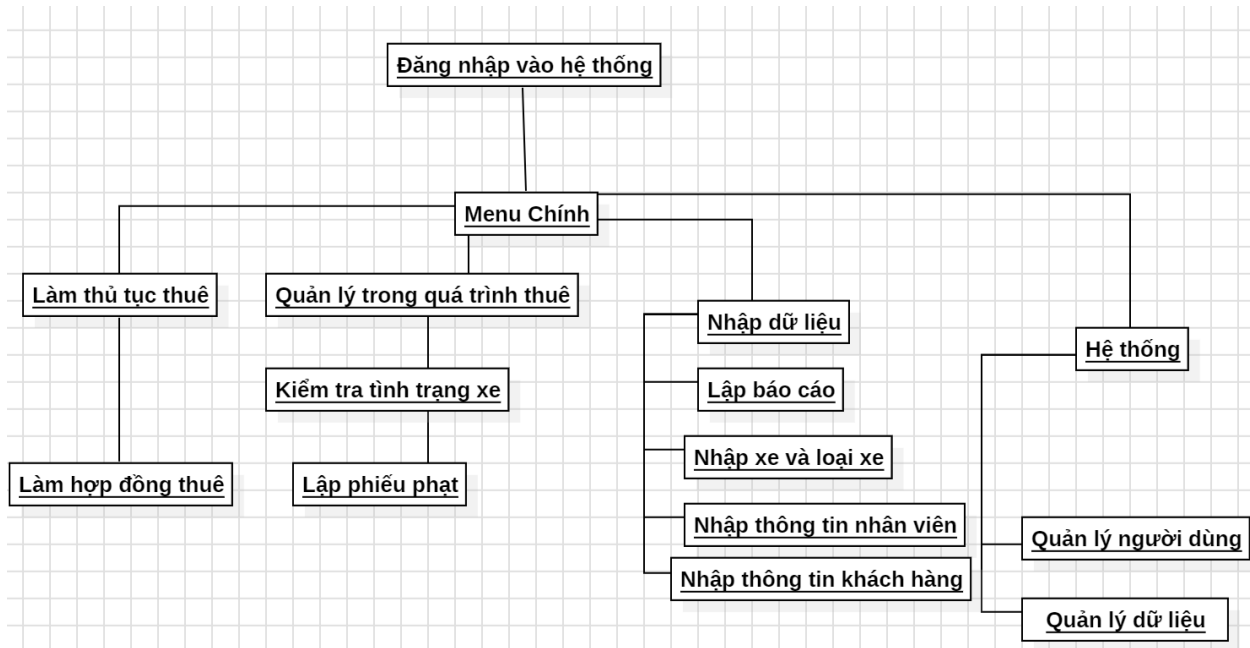 Đăng nhập vào hệ thống
Menu Chính
Làm thủ tục thuê
Quản lý trong quá trình thuê
Nhập dữ liệu
Hệ thống
Kiểm tra tình trạng xe
Lập báo cáo
Nhập xe và loại xe
Làm hợp đồng thuê
Lập phiếu phạt
Nhập thông tin nhân viên
Quản lý người dùng
Nhập thông tin khách hàng
Quản lý dữ liệu